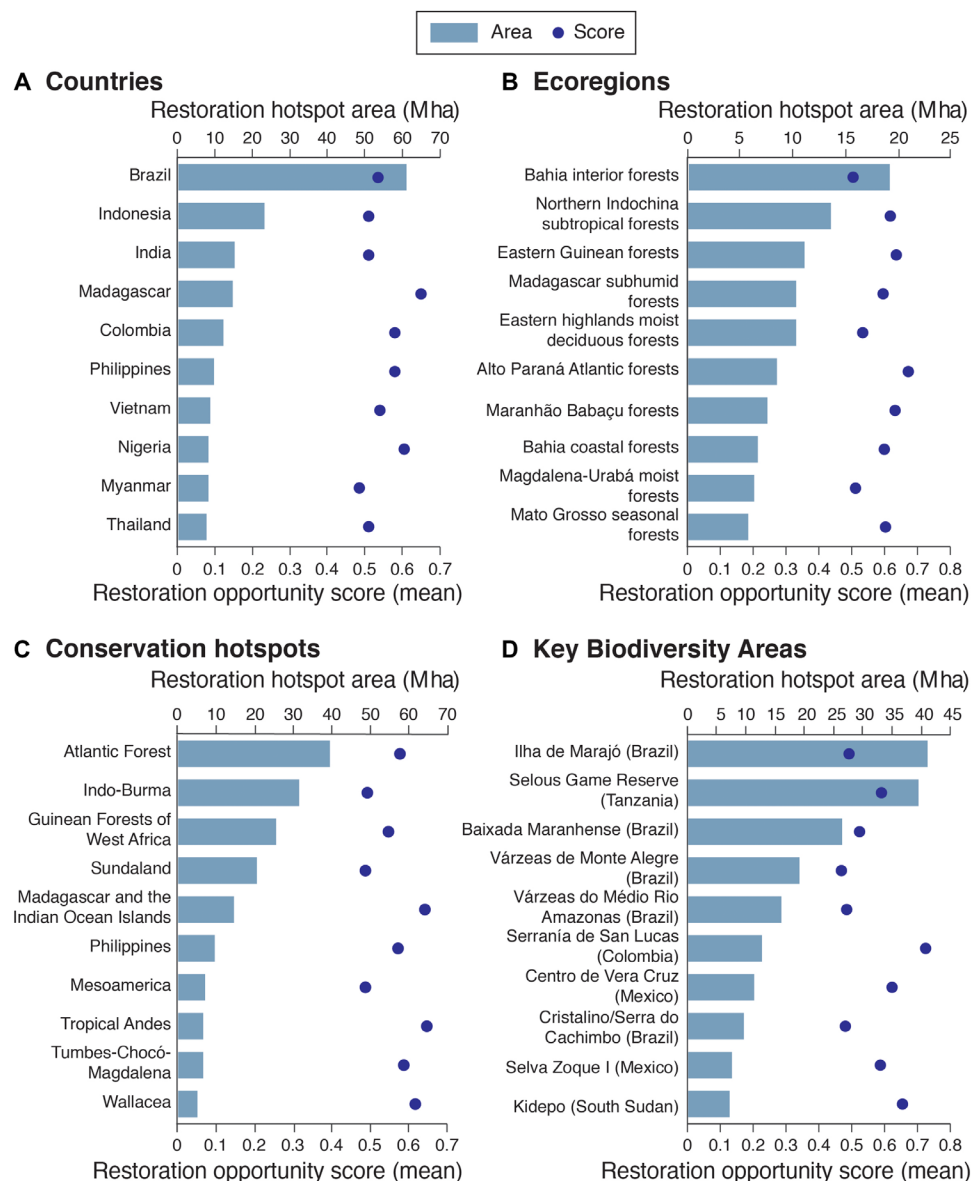 Area Score
A Countries
Restoration hotspot area (Mha)
0 10 20 30 40 50 60 70
Brazil
Indonesia
India
Madagascar
Colombia
Philippines
Vietnam
Nigeria
Myanmar
Thailand
0 0.1 0.2 0.3 0.4 0.5 0.6 0.7
Restoration opportunity score (mean)
B Ecoregions
Restoration hotspot area (Mha)
0 5 10 15 20 25
Bahia interior forests
Northern Indochina
subtropical forests
Eastern Guinean forests
Madagascar subhumid
forests
Eastern highlands moist
deciduous forests
Alto Paraná Atlantic forests
Maranhão Babaçu forests
Bahia coastal forests
Magdalena-Urabá moist
forests
Mato Grosso seasonal
forests
0 0.1 0.2 0.3 0.5 0.6 0.7 0.8
Restoration opportunity score (mean)
C Conservation hotspots
Restoration hotspot area (Mha)
0 10 20 30 40 50 60 70
Atlantic Forest
Indo-Burma
Guinean Forests of
West Africa
Sundaland
Madagascar and the
Indian Ocean Islands
Philippines
Mesoamerica
Tropical Andes
Tumbes-Chocó-
Magdalena
Wallacea
0 0.1 0.2 0.3 0.4 0.5 0.6 0.7
Restoration opportunity score (mean)
D Key Biodiversity Areas
Restoration hotspot area (Mha)
0 5 10 15 20 25 30 35 40 45
Ilha de Marajó (Brazil)
Selous Game Reserve
(Tanzania)
Baixada Maranhense (Brazil)
Várzeas de Monte Alegre
(Brazil)
Várzeas do Médio Rio
Amazonas (Brazil)
Serranía de San Lucas
(Colombia)
Centro de Vera Cruz
(Mexico)
Cristalino/Serra do
Cachimbo (Brazil)
Selva Zoque I (Mexico)
Kidepo (South Sudan)
0 0.1 0.2 0.3 0.5 0.6 0.7 0.8
Restoration opportunity score (mean)